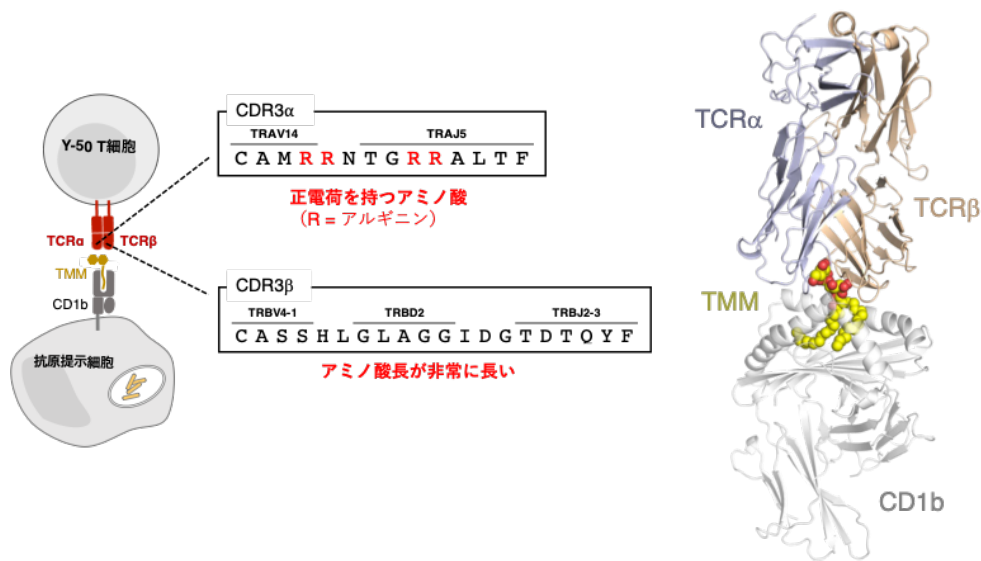 Y-50 T細胞
TCRα
TCRβ
TMM
CD1b
抗原提示細胞
CDR3α
TRAV14
TRAJ5
C A M R R N T G R R A L T F
正電荷を持つアミノ酸
（R = アルギニン）
CDR3β
TRBV4-1
TRBD2
TRBJ2-3
C A S S H L G L A G G I D G T D T Q Y F
アミノ酸長が非常に長い
TCRα
TCRβ
TMM
CD1b